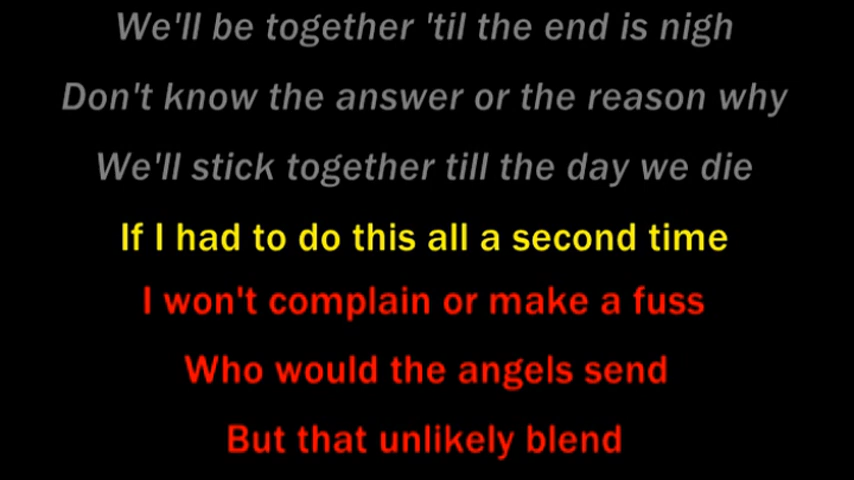 We'll be together 'til the end is nigh
Don't know the answer or the reason why
We'll stick together till the day we die
If I had to do this all a second time
I won't complain or make a fuss
Who would the angels send
But that unlikely blend